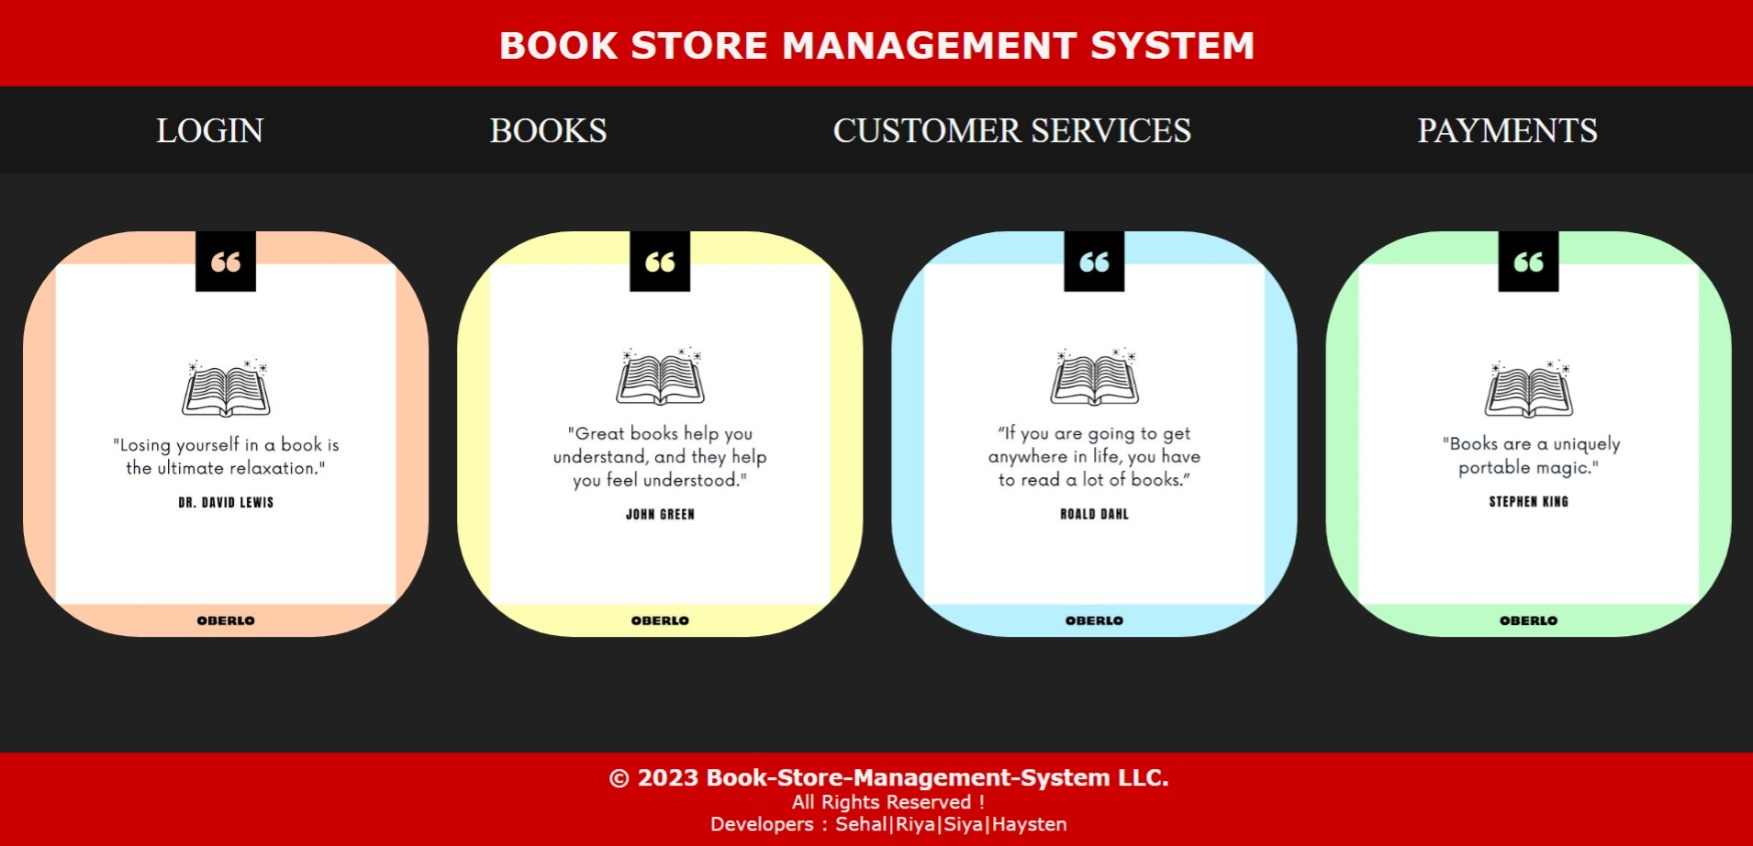 BOOK STORE MANAGEMENT SYSTEM
LOGIN BOOKS CUSTOMER SERVICES PAYMENTS
“
"Losing yourself in a book is
the ultimate relaxation."
DR. DAVID LEWIS
OBERLO
“
"Great books help you
understand, and they help
you feel understood."
JOHN GREEN
OBERLO
“
“If you are going to get
anywhere in life, you have
to read a lot of books.”
ROALD DAHL
OBERLO
“
"Books are a uniquely
portable magic."
STEPHEN KING
OBERLO
© 2023 Book-Store-Management-System LLC.
All Rights Reserved !
Developers : Sehal|Riya|Siya|Haysten